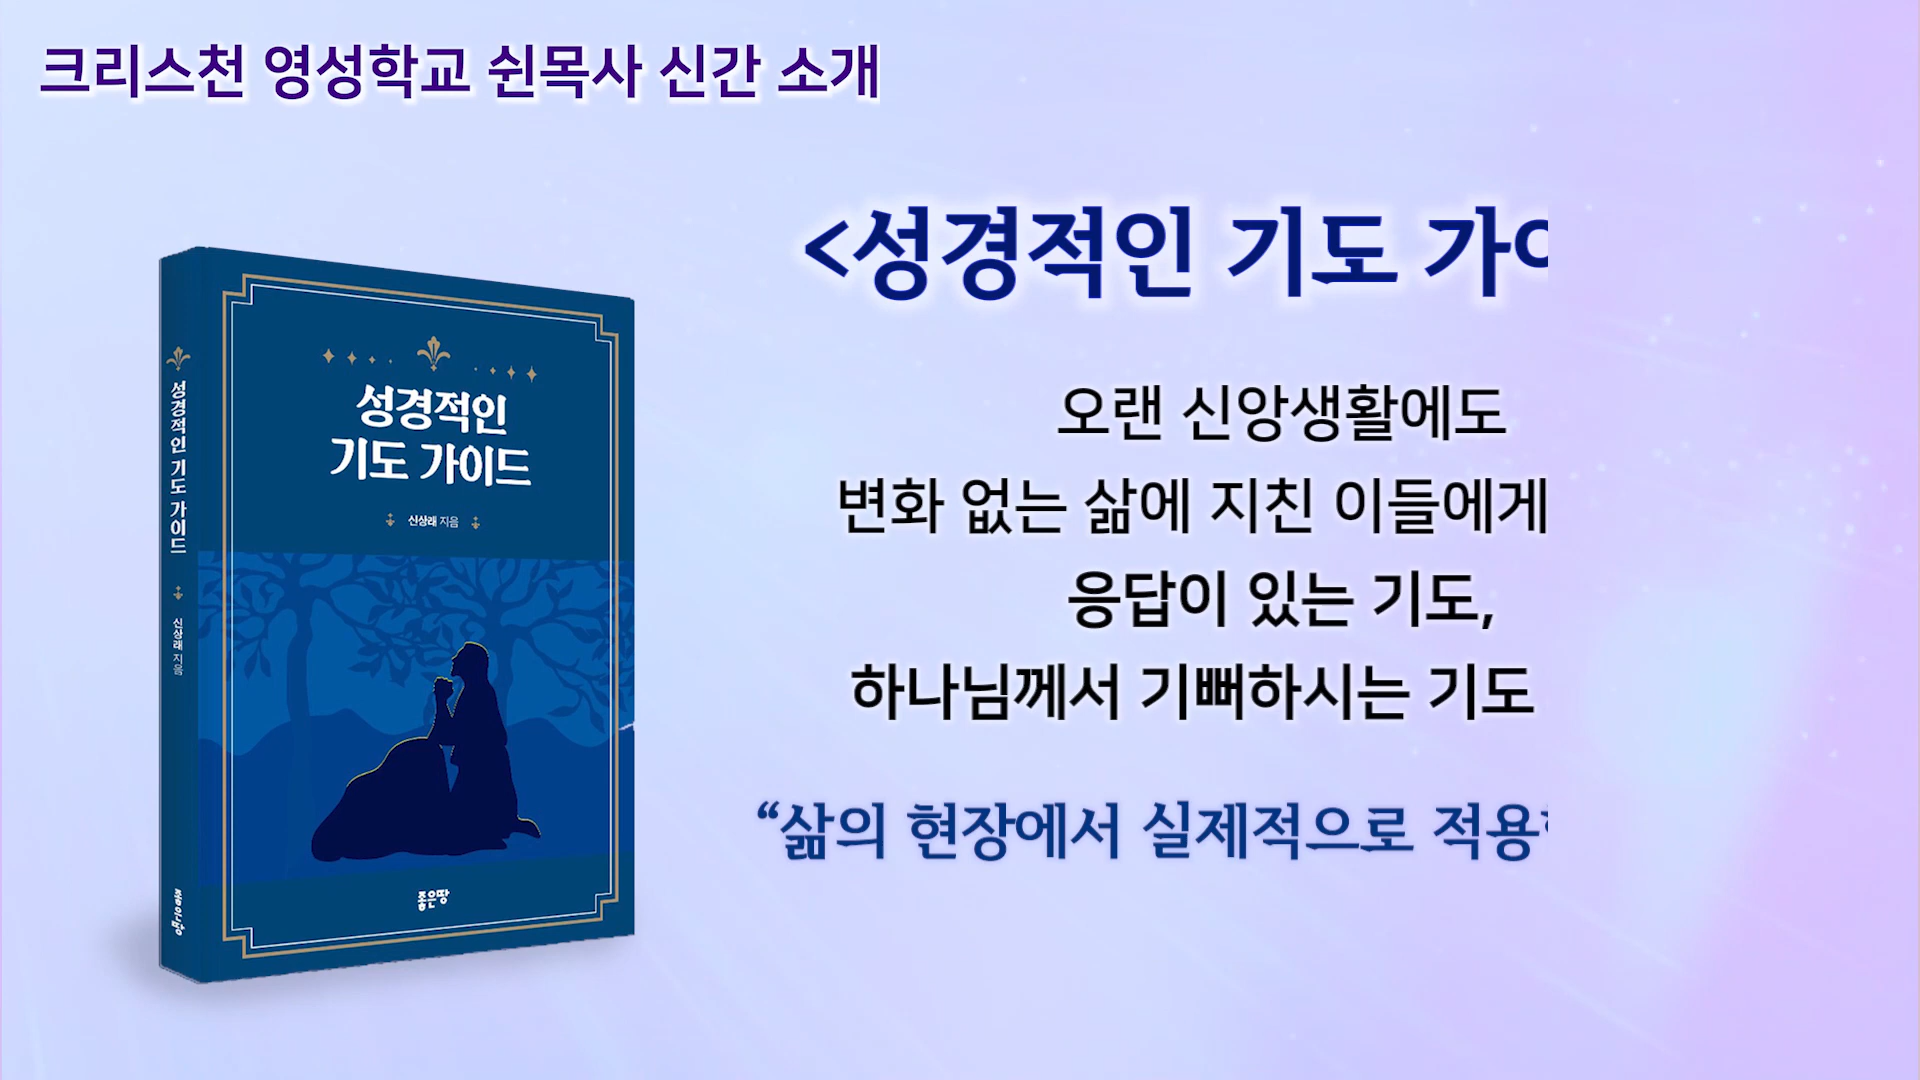 크리스천 영성학교 쉰목사 신간 소개
<성경적인 기도 가
오랜 신앙생활에도
변화 없는 삶에 지친 이들에게
응답이 있는 기도,
하나님께서 기뻐하시는 기도
“삶의 현장에서 실제적으로 적용
성경적인
기도 가이드
신상래 지음
좋은땅
성경적인 기도 가이드
신상래 지음
좋은땅